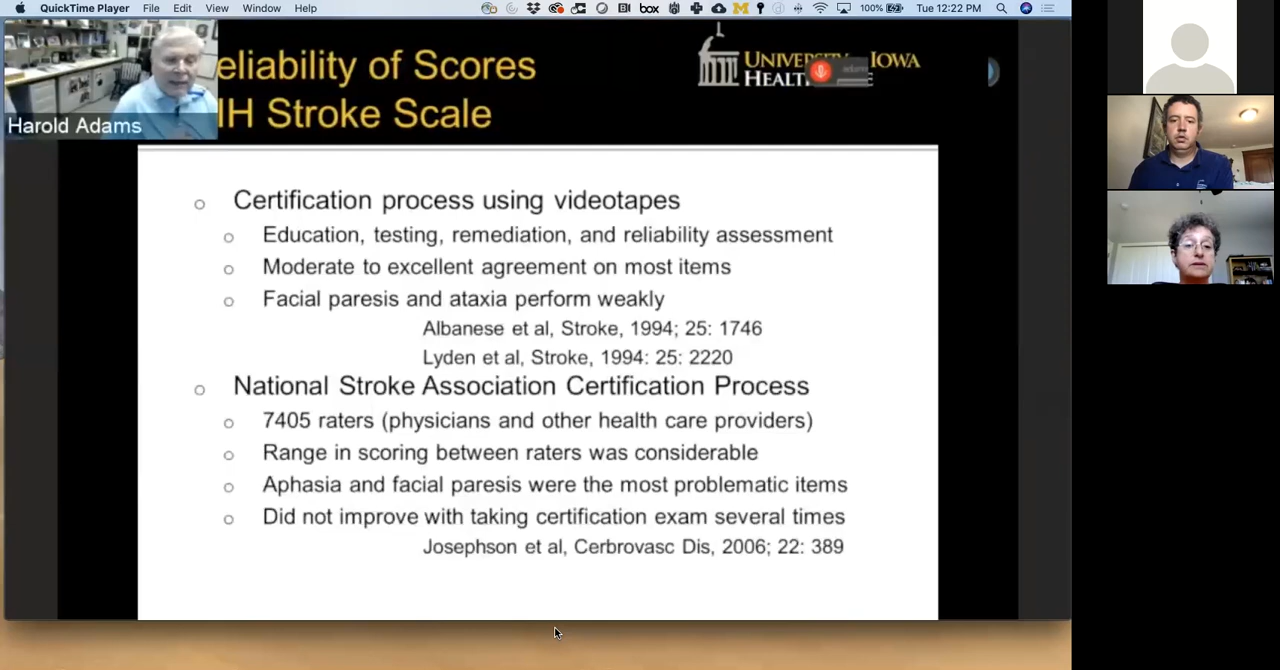 QuickTime Player File Edit View Window Help
box
100%
Tue 12:22 PM
eliability of Scores
IH Stroke Scale
UNIVERSITY IOWA
HEALTH
Harold Adams
Certification process using videotapes
Education, testing, remediation, and reliability assessment
Moderate to excellent agreement on most items
Facial paresis and ataxia perform weakly
Albanese et al, Stroke, 1994; 25: 1746
Lyden et al, Stroke, 1994: 25: 2220
National Stroke Association Certification Process
7405 raters (physicians and other health care providers)
Range in scoring between raters was considerable
Aphasia and facial paresis were the most problematic items
Did not improve with taking certification exam several times
Josephson et al, Cerbrovasc Dis, 2006; 22: 389